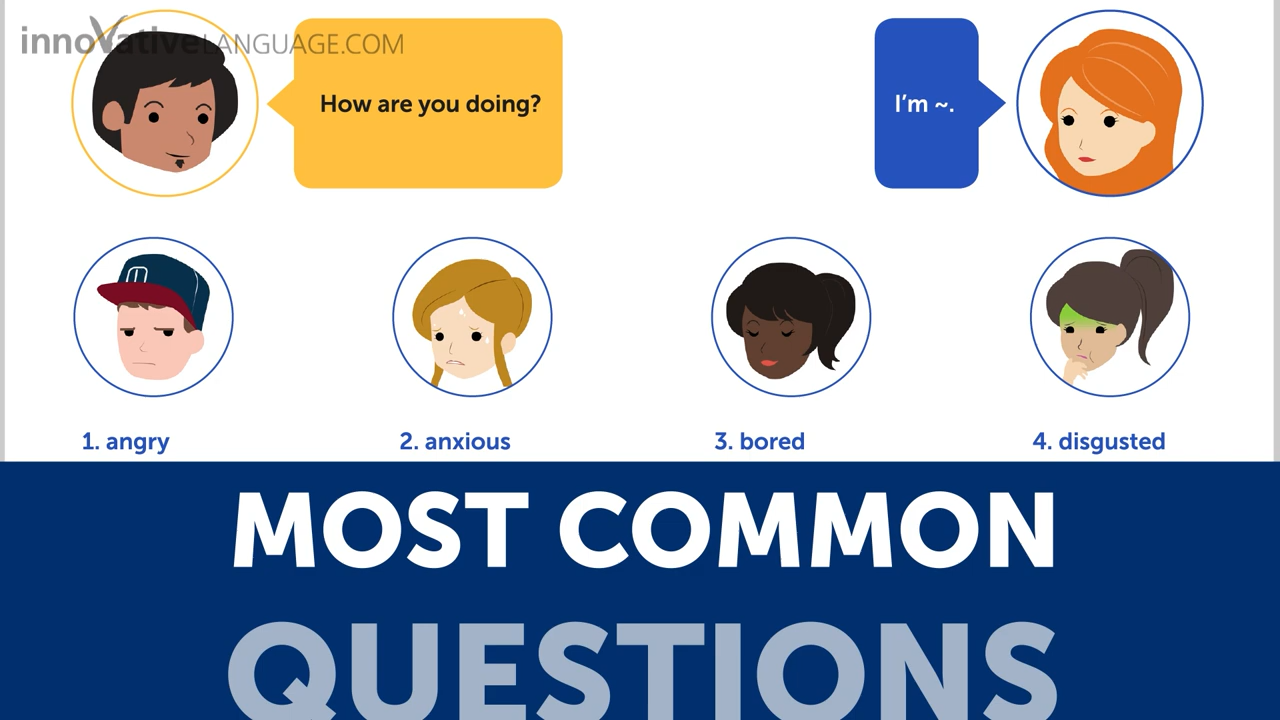 innoVativeLANGUAGE.COM
How are you doing?
I'm ~.
1. angry
2. anxious
3. bored
4. disgusted
MOST COMMON
QUESTIONS